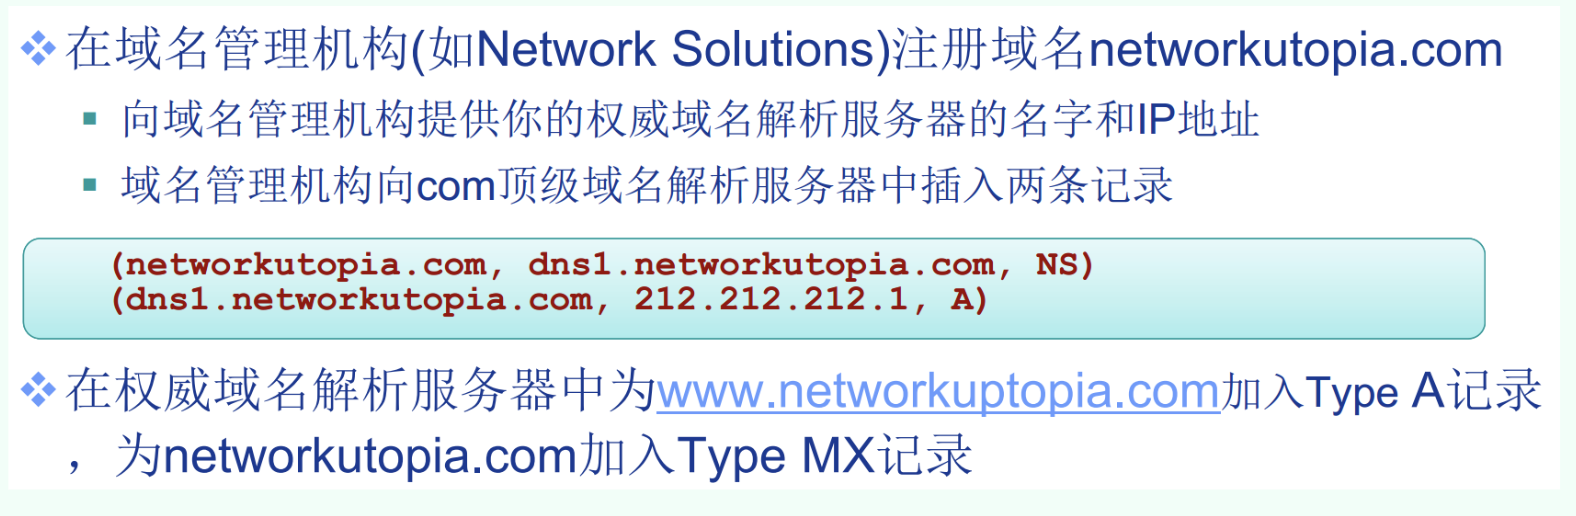 在域名管理机构(如Network Solutions)注册域名networkutopia.com
向域名管理机构提供你的权威域名解析服务器的名字和IP地址
域名管理机构向com顶级域名解析服务器中插入两条记录
(networkutopia.com, dns1.networkutopia.com, NS)
(dns1.networkutopia.com, 212.212.212.1, A)
在权威域名解析服务器中为www.networkuptopia.com加入Type A记录
，为networkutopia.com加入Type MX记录